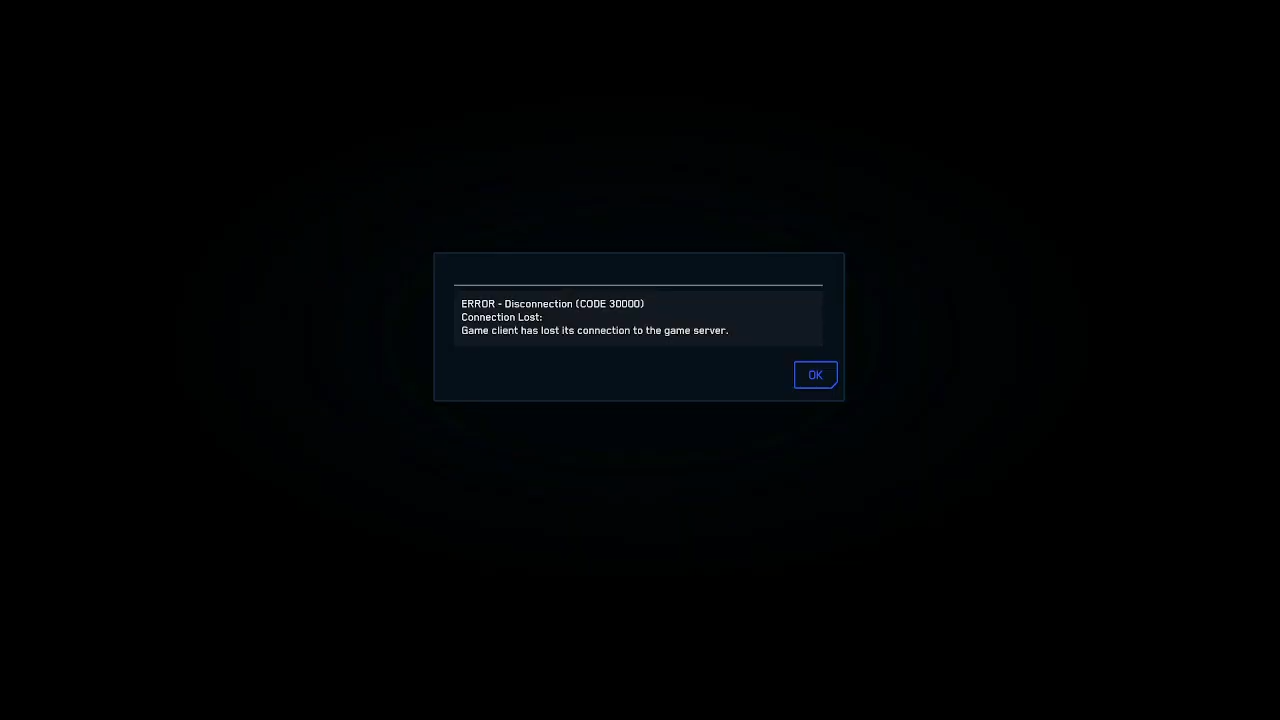 ERROR - Disconnection (CODE 30000)
Connection Lost:
Game client has lost its connection to the game server.
OK